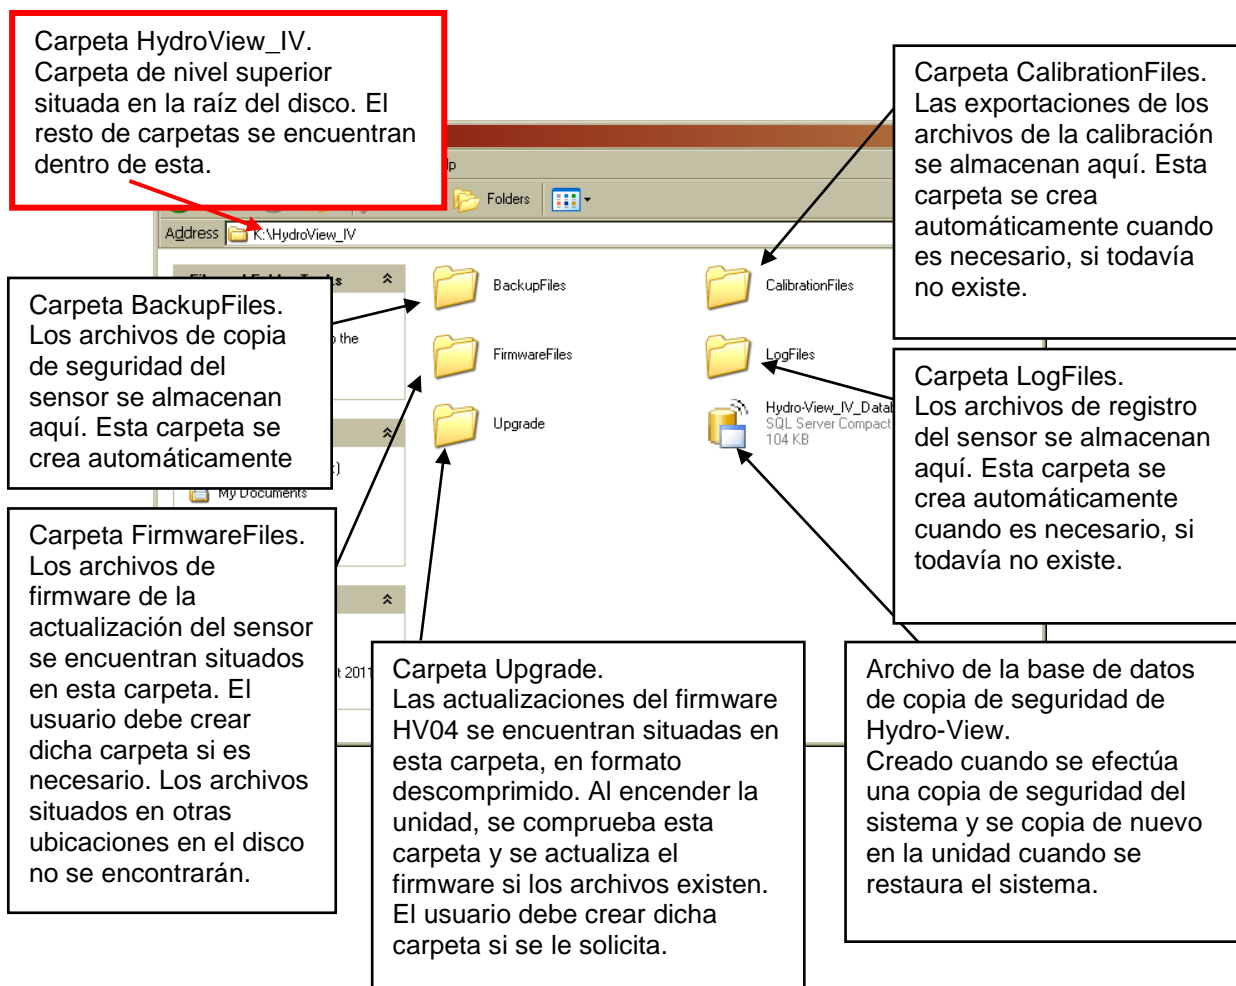 Carpeta HydroView_IV.
Carpeta de nivel superior
situada en la raíz del disco. El
resto de carpetas se encuentran
dentro de esta.
Carpeta CalibrationFiles.
Las exportaciones de los
archivos de la calibración
se almacenan aquí. Esta
carpeta se crea
automáticamente cuando
es necesario, si todavía
no existe.
Folders
Address K:\HydroView_IV
BackupFiles
CalibrationFiles
FirmwareFiles
LogFiles
Upgrade
Hydro-View_IV_Datab
SQL Server Compact
104 KB
the
My Documents
2011
Carpeta BackupFiles.
Los archivos de copia
de seguridad del
sensor se almacenan
aquí. Esta carpeta se
crea automáticamente
Carpeta LogFiles.
Los archivos de registro
del sensor se almacenan
aquí. Esta carpeta se
crea automáticamente
cuando es necesario, si
todavía no existe.
Carpeta FirmwareFiles.
Los archivos de
firmware de la
actualización del sensor
se encuentran situados
en esta carpeta. El
usuario debe crear
dicha carpeta si es
necesario. Los archivos
situados en otras
ubicaciones en el disco
no se encontrarán.
Carpeta Upgrade.
Las actualizaciones del firmware
HV04 se encuentran situadas en
esta carpeta, en formato
descomprimido. Al encender la
unidad, se comprueba esta
carpeta y se actualiza el
firmware si los archivos existen.
El usuario debe crear dicha
carpeta si se le solicita.
Archivo de la base de datos
de copia de seguridad de
Hydro-View.
Creado cuando se efectúa
una copia de seguridad del
sistema y se copia de nuevo
en la unidad cuando se
restaura el sistema.